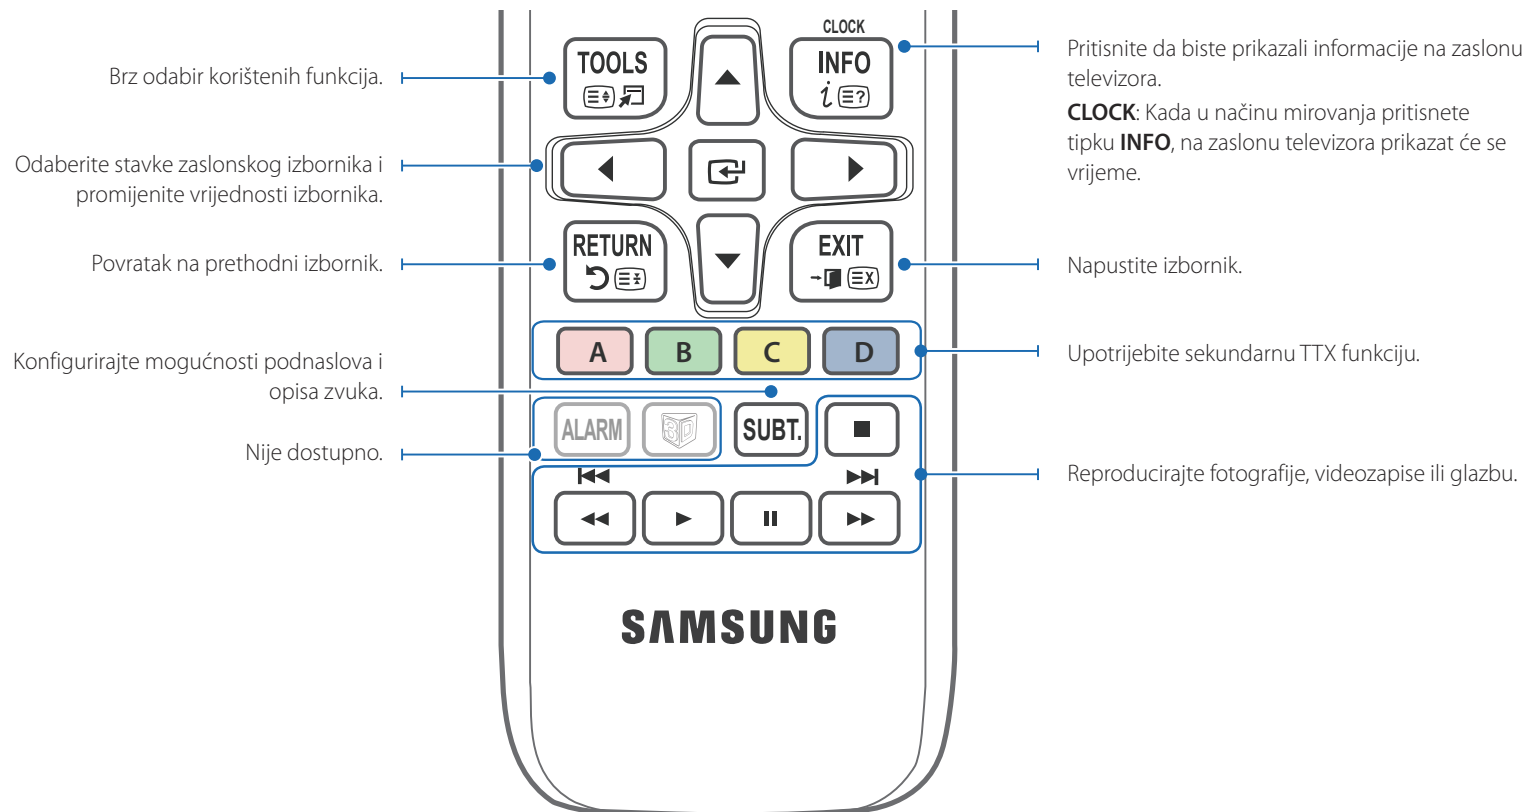 Brz odabir korištenih funkcija.
Odaberite stavke zaslonskog izbornika i
promijenite vrijednosti izbornika.
Povratak na prethodni izbornik.
Konfigurirajte mogućnosti podnaslova i
opisa zvuka.
Nije dostupno.
CLOCK
TOOLS
INFO
RETURN
EXIT
A B C D
ALARM 3D SUBT.
SAMSUNG
Pritisnite da biste prikazali informacije na zaslonu
televizora.
CLOCK: Kada u načinu mirovanja pritisnete
tipku INFO, na zaslonu televizora prikazat će se
vrijeme.
Napustite izbornik.
Upotrijebite sekundarnu TTX funkciju.
Reproducirajte fotografije, videozapise ili glazbu.